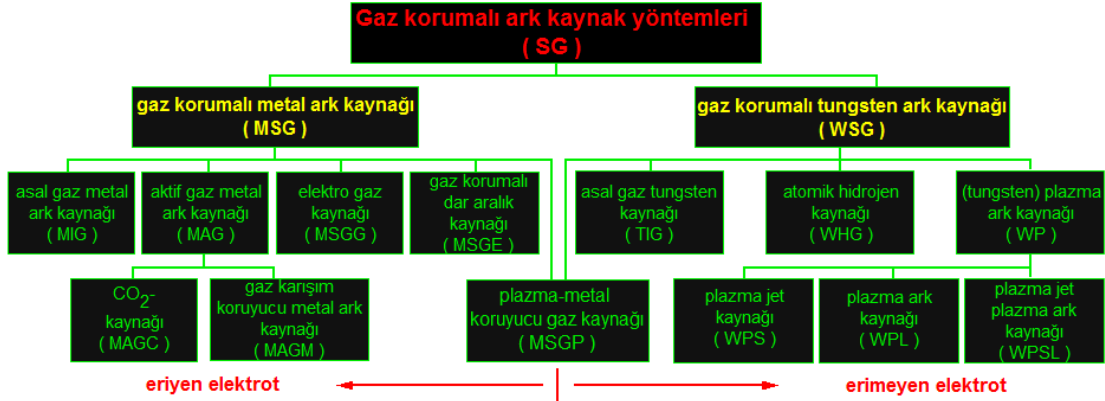 Gaz korumalı ark kaynak yöntemleri
( SG )
gaz korumalı metal ark kaynağı
( MSG )
gaz korumalı tungsten ark kaynağı
( WSG )
asal gaz metal
ark kaynağı
( MIG )
aktif gaz metal
ark kaynağı
( MAG )
elektro gaz
kaynağı
( MSGG )
gaz korumalı
dar aralık
kaynağı
( MSGE )
asal gaz tungsten
kaynağı
( TIG )
atomik hidrojen
kaynağı
( WHG )
(tungsten) plazma
ark kaynağı
( WP )
CO2-
kaynağı
( MAGC )
gaz karışım
koruyucu metal ark
kaynağı
( MAGM )
plazma-metal
koruyucu gaz kaynağı
( MSGP )
plazma jet
kaynağı
( WPS )
plazma ark
kaynağı
( WPL )
plazma jet
plazma ark
kaynağı
( WPSL )
eriyen elektrot
erimeyen elektrot